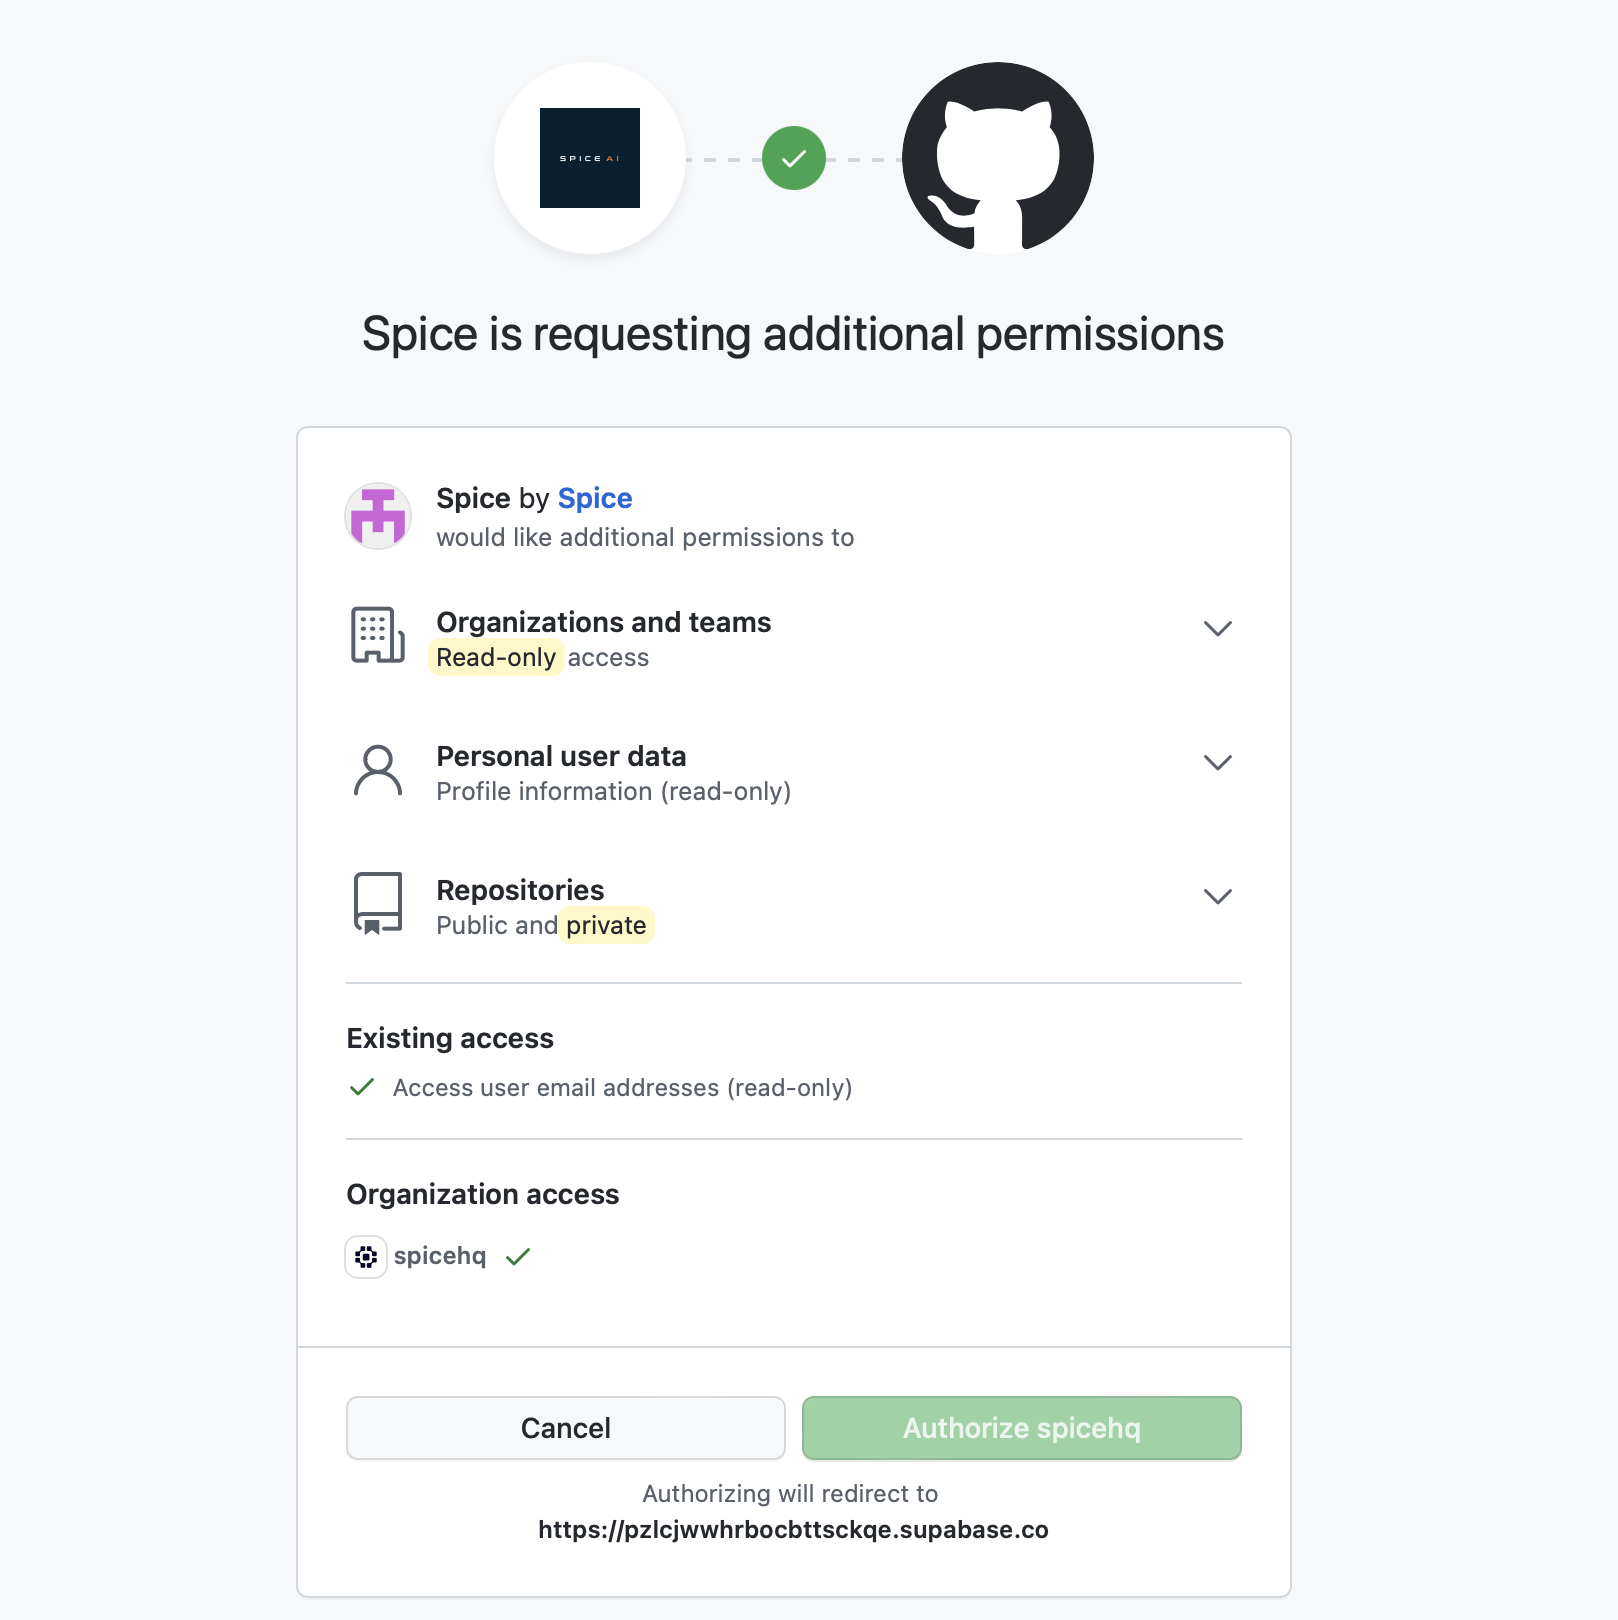 SPICE AI
Spice is requesting additional permissions
Spice by Spice
would like additional permissions to
Organizations and teams
Read-only access
Personal user data
Profile information (read-only)
Repositories
Public and private
Existing access
Access user email addresses (read-only)
Organization access
spicehq
Cancel
Authorize spicehq
Authorizing will redirect to
https://pzlcjwwhrbocbttsckqe.supabase.co